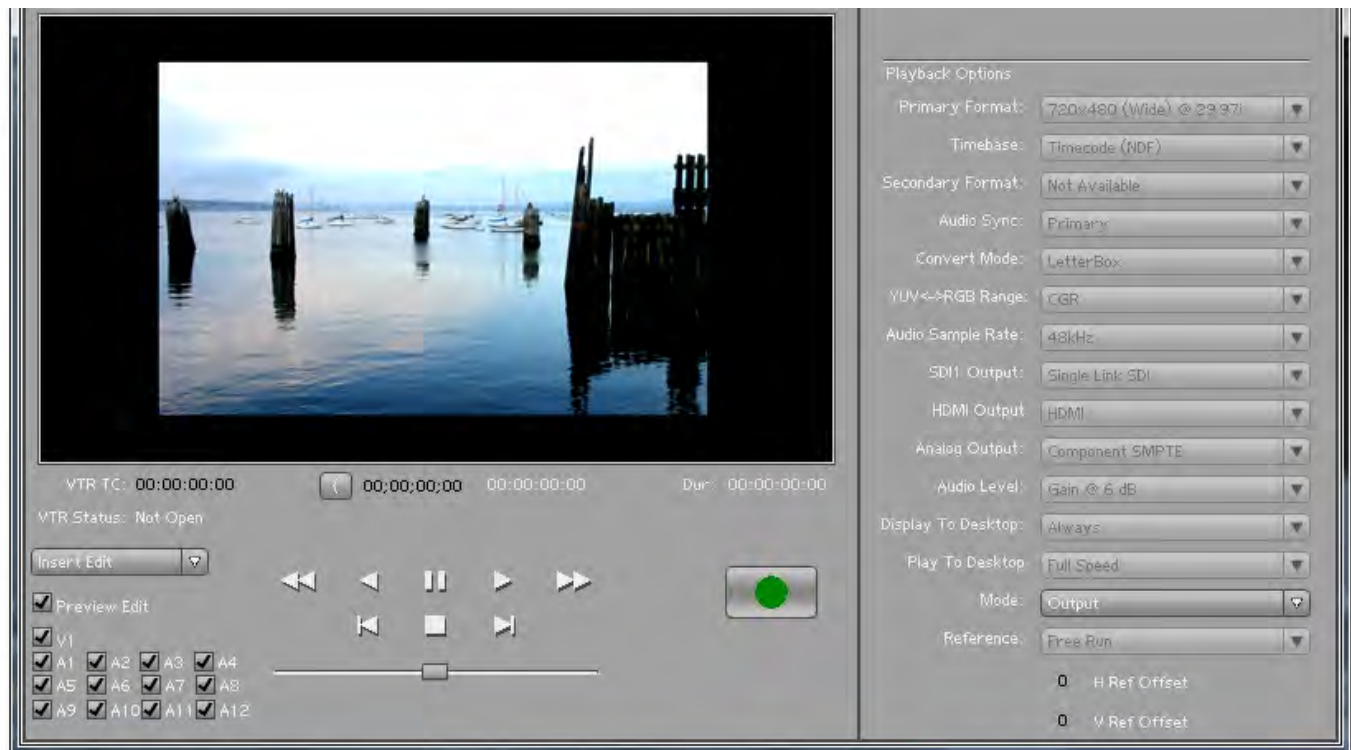 VTR TC: 00:00:00:00 { 00;00;00;00 00:00:00:00 Dur: 00:00:00:00
VTR Status: Not Open
Insert Edit
Preview Edit
V1
A1 A2 A3 A4
A5 A6 A7 A8
A9 A10 A11 A12
Playback Options
Primary Format: 720x480 (Wide) @ 29.97i
Timebase: Timecode (NDF)
Secondary Format: Not Available
Audio Sync: Primary
Convert Mode: LetterBox
YUV<->RGB Range: CGR
Audio Sample Rate: 48kHz
SDI1 Output: Single Link SDI
HDMI Output HDMI
Analog Output: Component SMPTE
Audio Level: Gain @ 6 dB
Display To Desktop: Always
Play To Desktop Full Speed
Mode: Output
Reference: Free Run
0 H Ref Offset
0 V Ref Offset